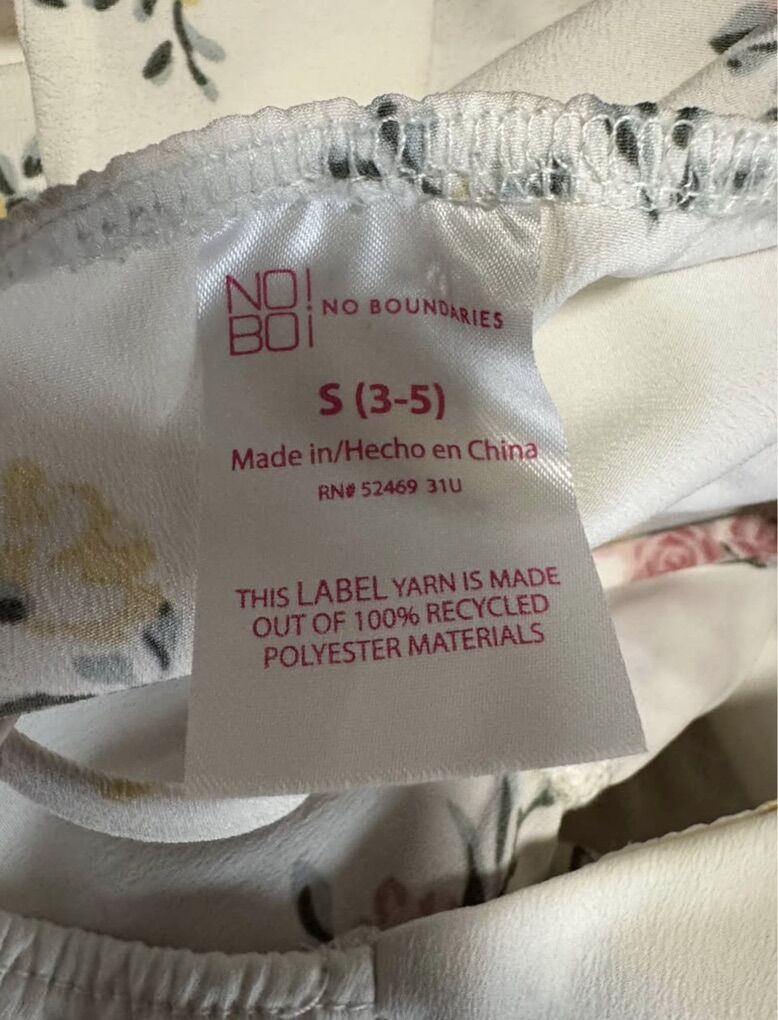 NO!
BO¡ NO BOUNDARIES
S (3-5)
Made in/Hecho en China
RN# 52469 31U
THIS LABEL YARN IS MADE
OUT OF 100% RECYCLED
POLYESTER MATERIALS